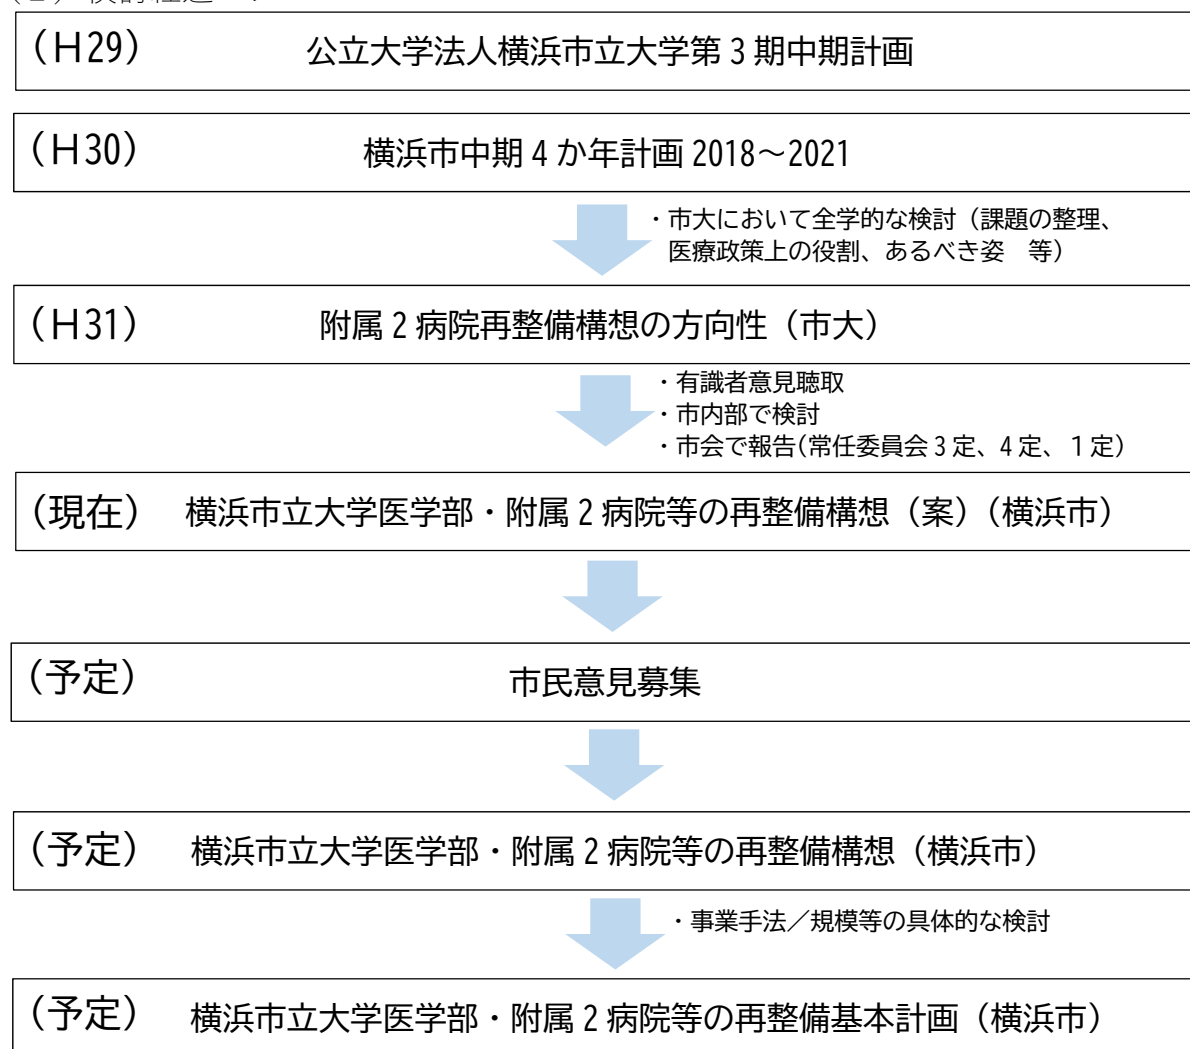 （H29） 公立大学法人横浜市立大学第３期中期計画
（H30） 横浜市中期４か年計画 2018～2021
・市大において全学的な検討（課題の整理、
医療政策上の役割、あるべき姿　等）
（H31） 附属２病院再整備構想の方向性（市大）
・有識者意見聴取
・市内部で検討
・市会で報告（常任委員会３定、４定、１定）
（現在） 横浜市立大学医学部・附属２病院等の再整備構想（案）（横浜市）
（予定） 市民意見募集
（予定） 横浜市立大学医学部・附属２病院等の再整備構想（横浜市）
・事業手法／規模等の具体的な検討
（予定） 横浜市立大学医学部・附属２病院等の再整備基本計画（横浜市）